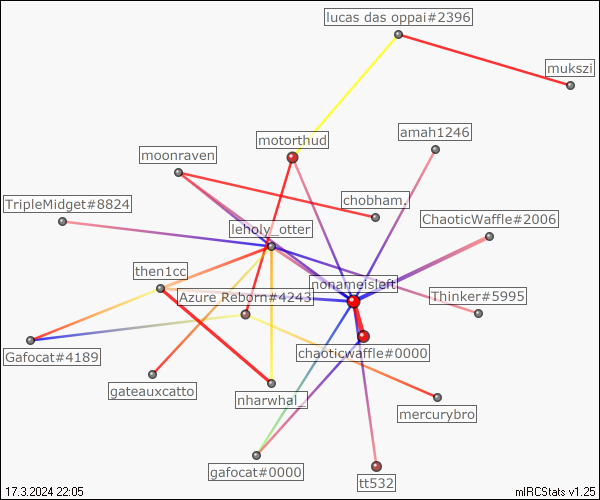 lucas das oppai#2396
mukszi
amah1246
motorthud
moonraven
chobham.
TripleMidget#8824
ChaoticWaffle#2006
leholy_otter
then1cc
nonameisleft
Azure Reborn#4243
Thinker#5995
Gafocat#4189
chaoticwaffle#0000
gateauxcatto
nharwhal_
mercurybro
gafocat#0000
tt532
17.3.2024 22:05
mIRCStats v1.25